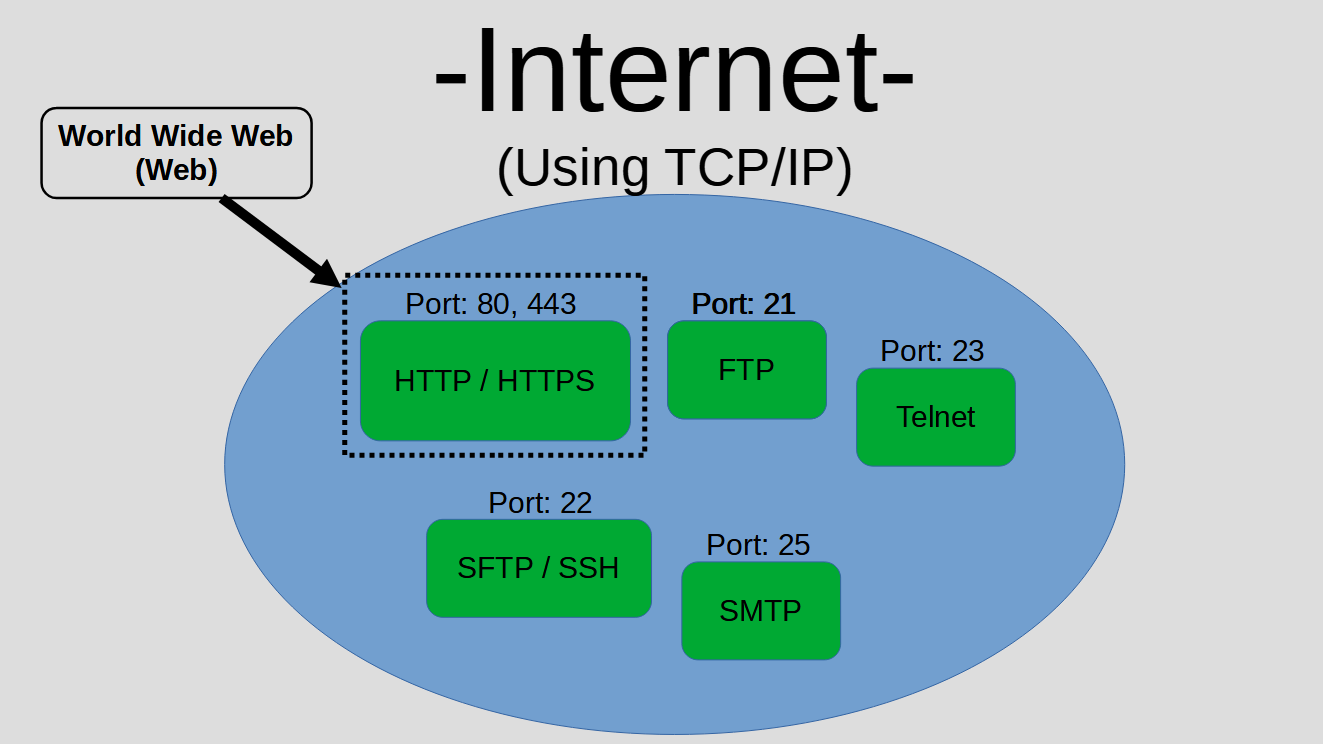 -Internet-
(Using TCP/IP)
World Wide Web
(Web)
Port: 80, 443
HTTP / HTTPS
Port: 21
FTP
Port: 23
Telnet
Port: 22
SFTP / SSH
Port: 25
SMTP